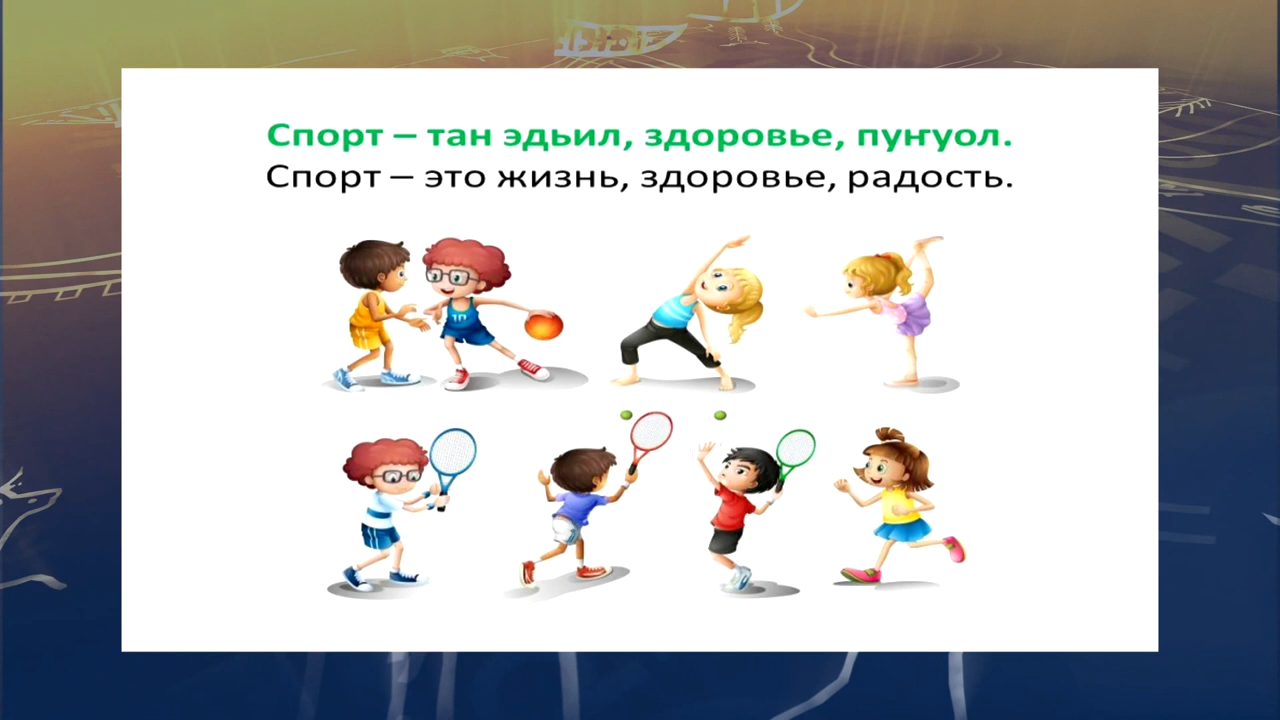 Спорт – тан эдьил, здоровье, пуҥуол.
Спорт – это жизнь, здоровье, радость.